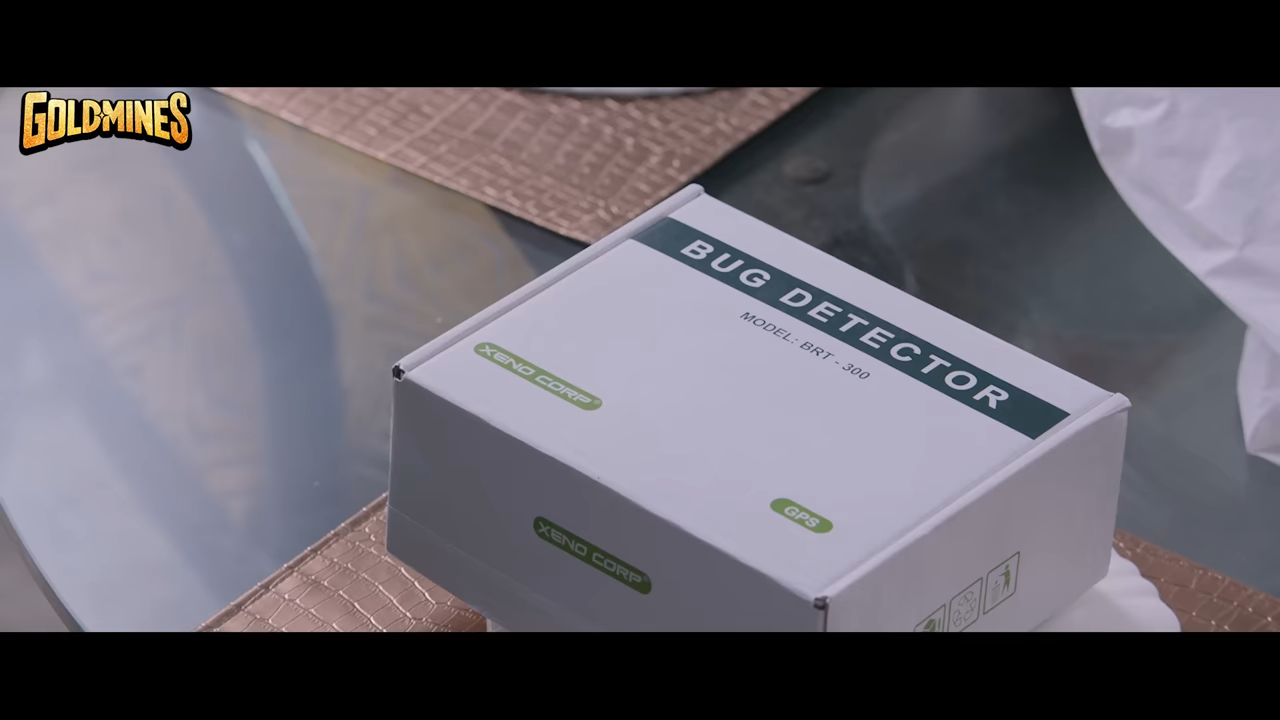 GOLDMINES
BUG DETECTOR
MODEL: BRT - 300
XENO CORP®
GPS
XENO CORP®